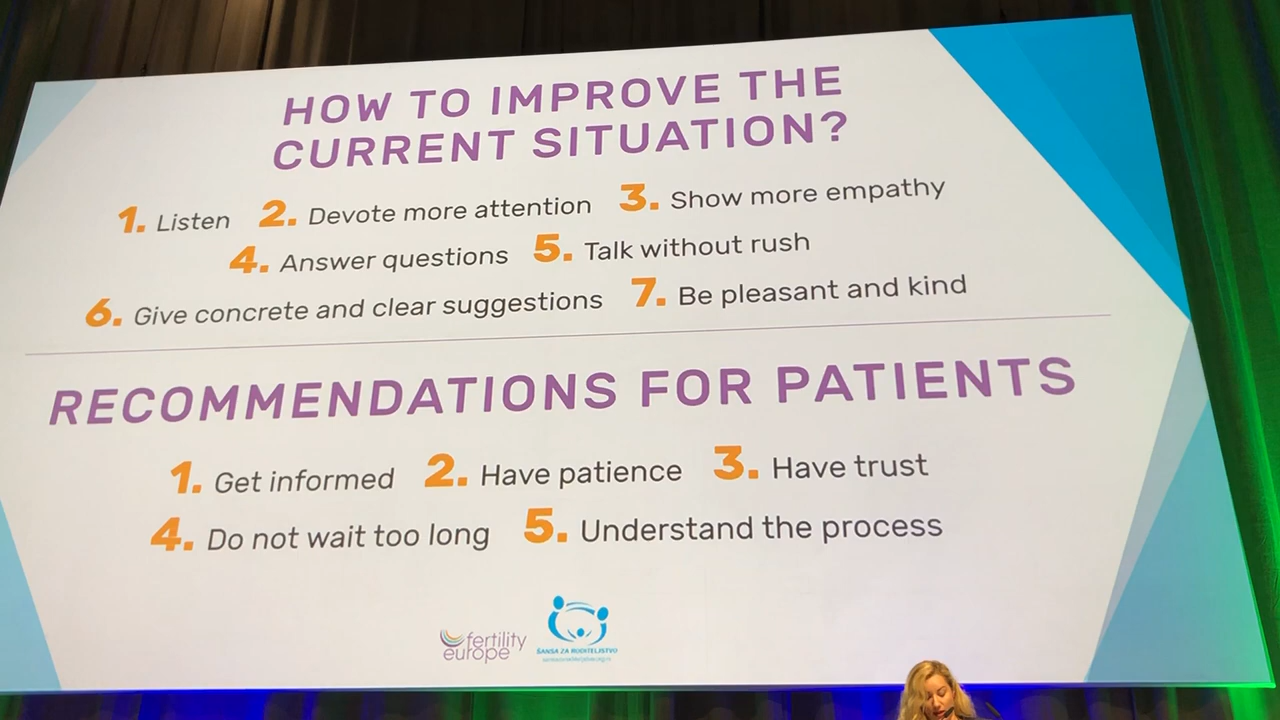 HOW TO IMPROVE THE
CURRENT SITUATION?
1. Listen 2. Devote more attention 3. Show more empathy
4. Answer questions 5. Talk without rush
6. Give concrete and clear suggestions 7. Be pleasant and kind
RECOMMENDATIONS FOR PATIENTS
1. Get informed 2. Have patience 3. Have trust
4. Do not wait too long 5. Understand the process
fertility
europe
ŠANSA ZA RODITELJSTVO